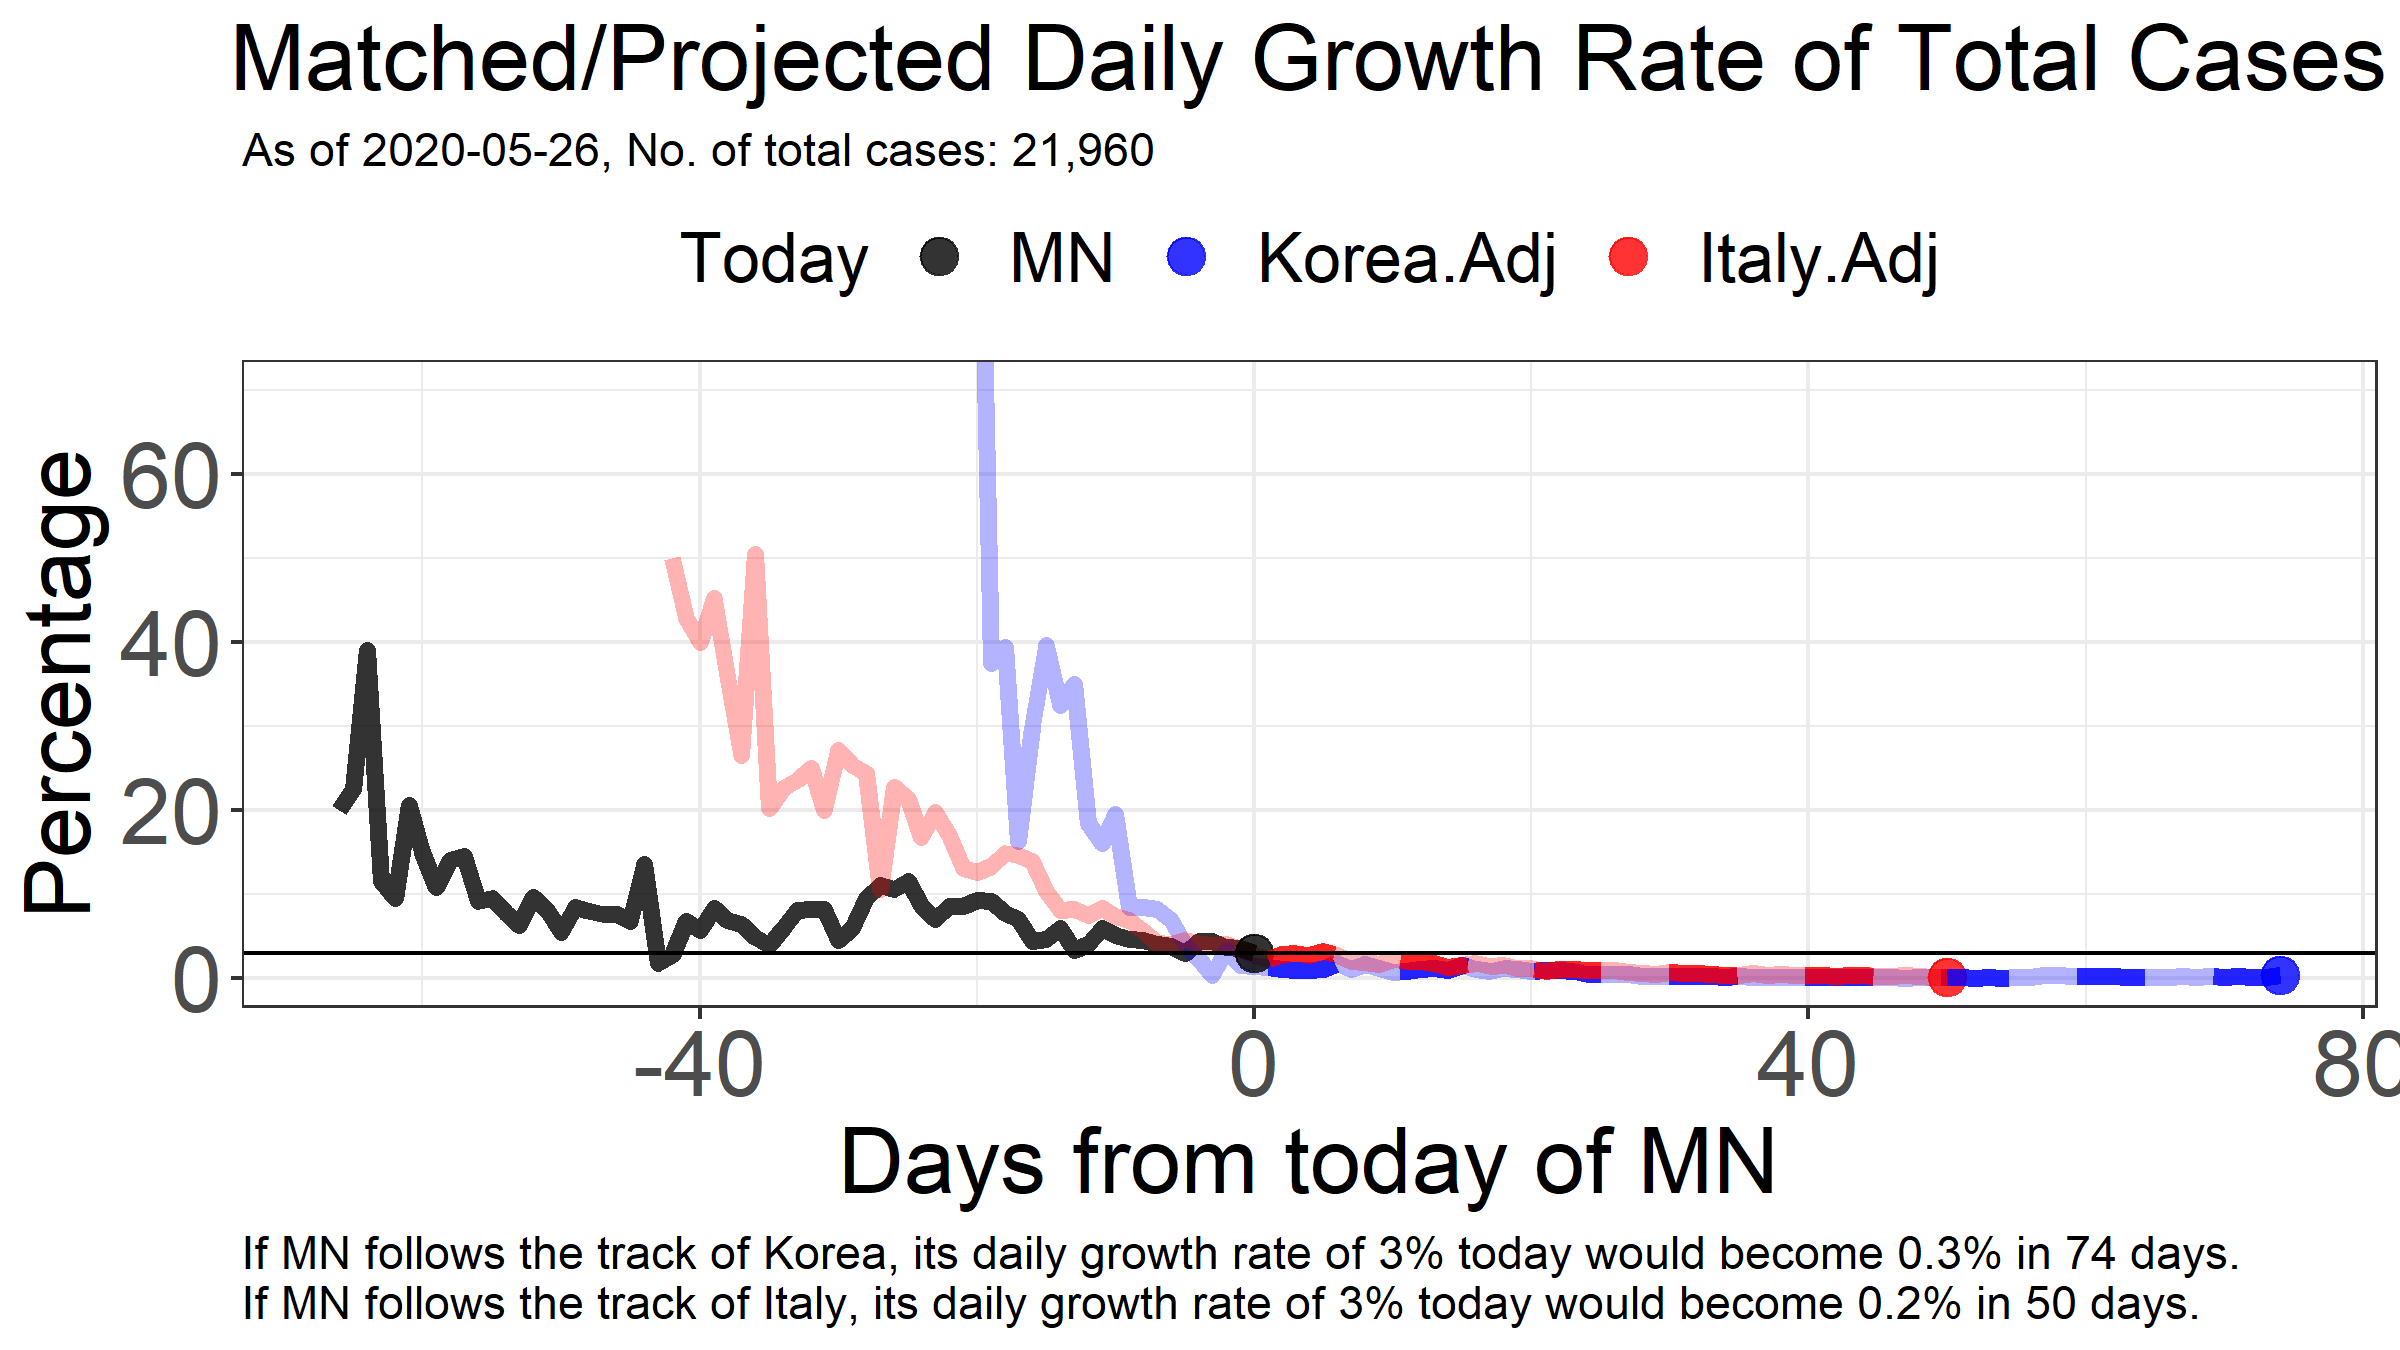 Matched/Projected Daily Growth Rate of Total Cases
As of 2020-05-26, No. of total cases: 21,960
Today MN Korea.Adj Italy.Adj
Percentage
60
40
20
0
-40 0 40 80
Days from today of MN
If MN follows the track of Korea, its daily growth rate of 3% today would become 0.3% in 74 days.
If MN follows the track of Italy, its daily growth rate of 3% today would become 0.2% in 50 days.